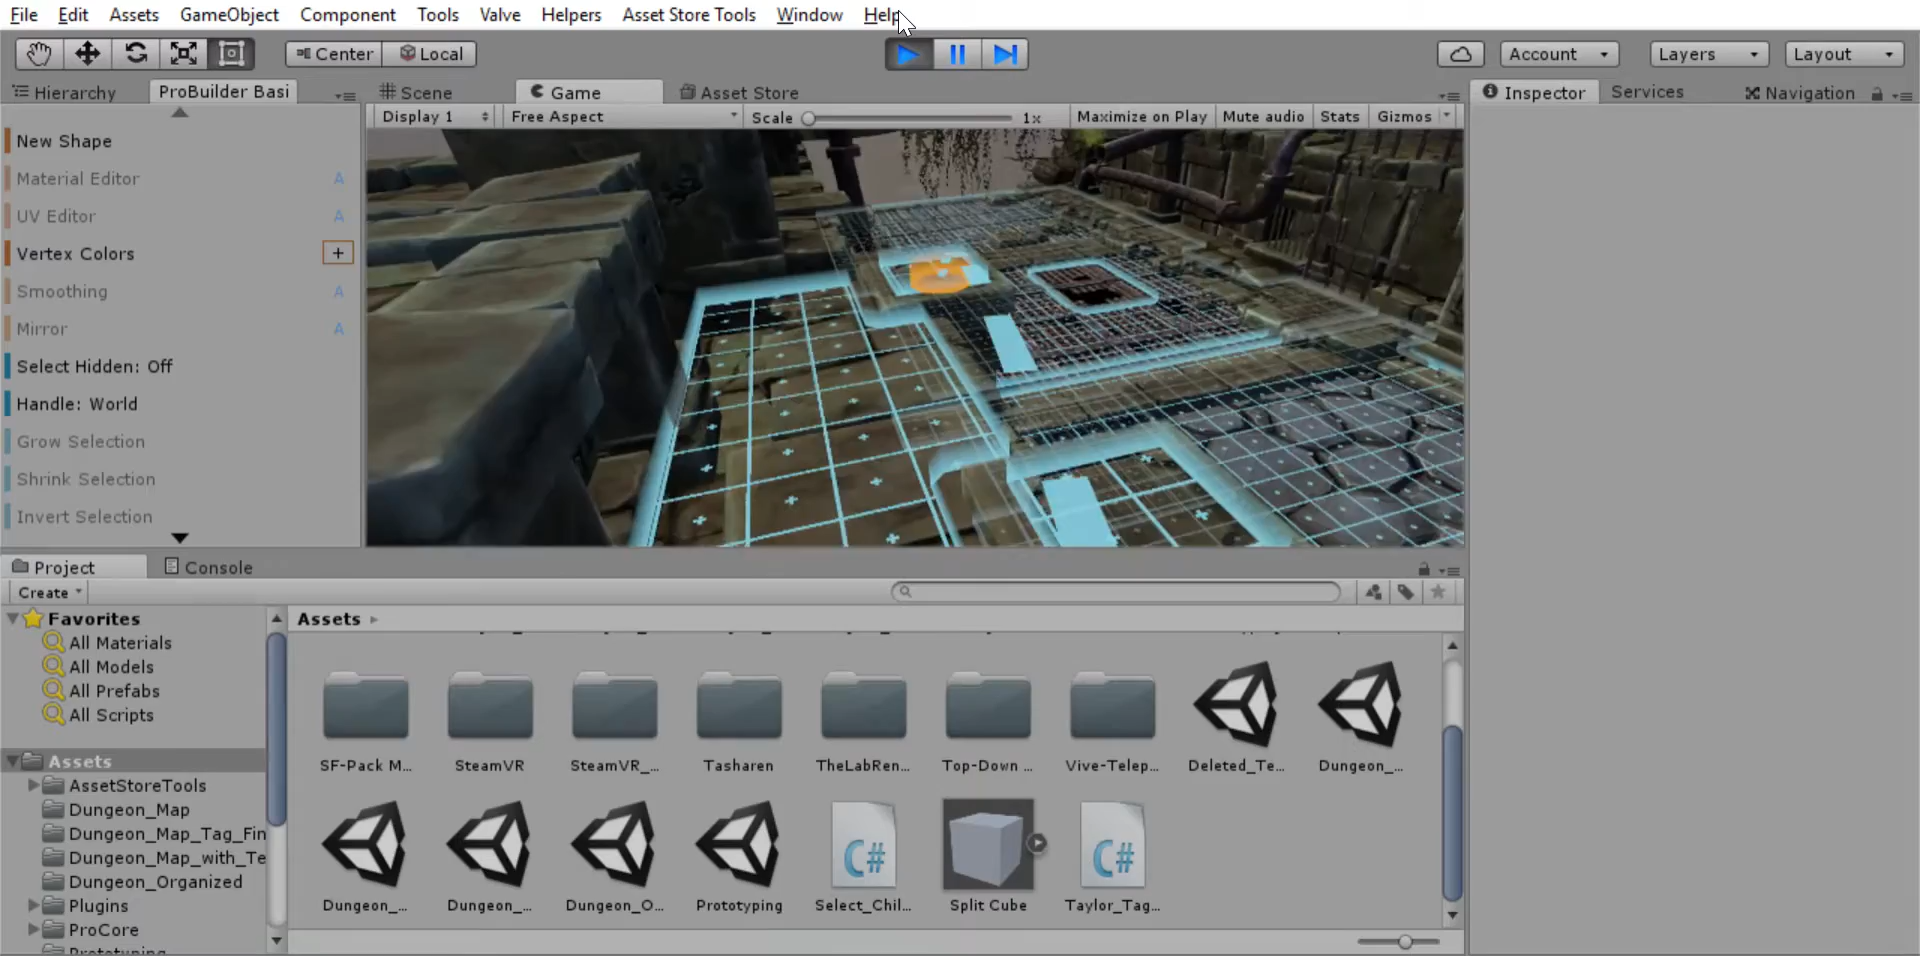 File Edit Assets GameObject Component Tools Valve Helpers Asset Store Tools Window Help
Center Local Account Layers Layout
Hierarchy ProBuilder Basi Scene Game Asset Store Inspector Services Navigation
Display 1 Free Aspect Scale 1x Maximize on Play Mute audio Stats Gizmos
New Shape
Material Editor A
UV Editor A
Vertex Colors +
Smoothing A
Mirror A
Select Hidden: Off
Handle: World
Grow Selection
Shrink Selection
Invert Selection
Project Console
Create
Favorites
All Materials
All Models
All Prefabs
All Scripts
Assets
AssetStoreTools
Dungeon_Map
Dungeon_Map_Tag_Fin
Dungeon_Map_with_Te
Dungeon_Organized
Plugins
ProCore
Prototyping
Assets
SF-Pack M... SteamVR SteamVR_... Tasharen TheLabRen... Top-Down ... Vive-Telep... Deleted_Te... Dungeon_...
C# C#
Dungeon_... Dungeon_... Dungeon_O... Prototyping Select_Chil... Split Cube Taylor_Tag...